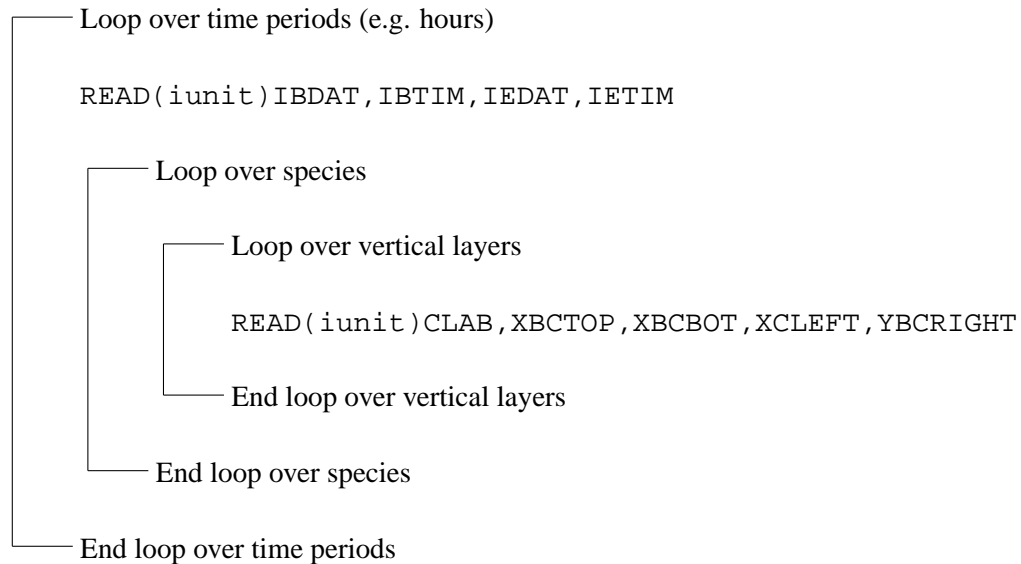 Loop over time periods (e.g. hours)
READ(iunit)IBDAT,IBTIM,IEDAT,IETIM
Loop over species
Loop over vertical layers
READ(iunit)CLAB,XBCTOP,XBCBOT,XCLEFT,YBCRIGHT
End loop over vertical layers
End loop over species
End loop over time periods